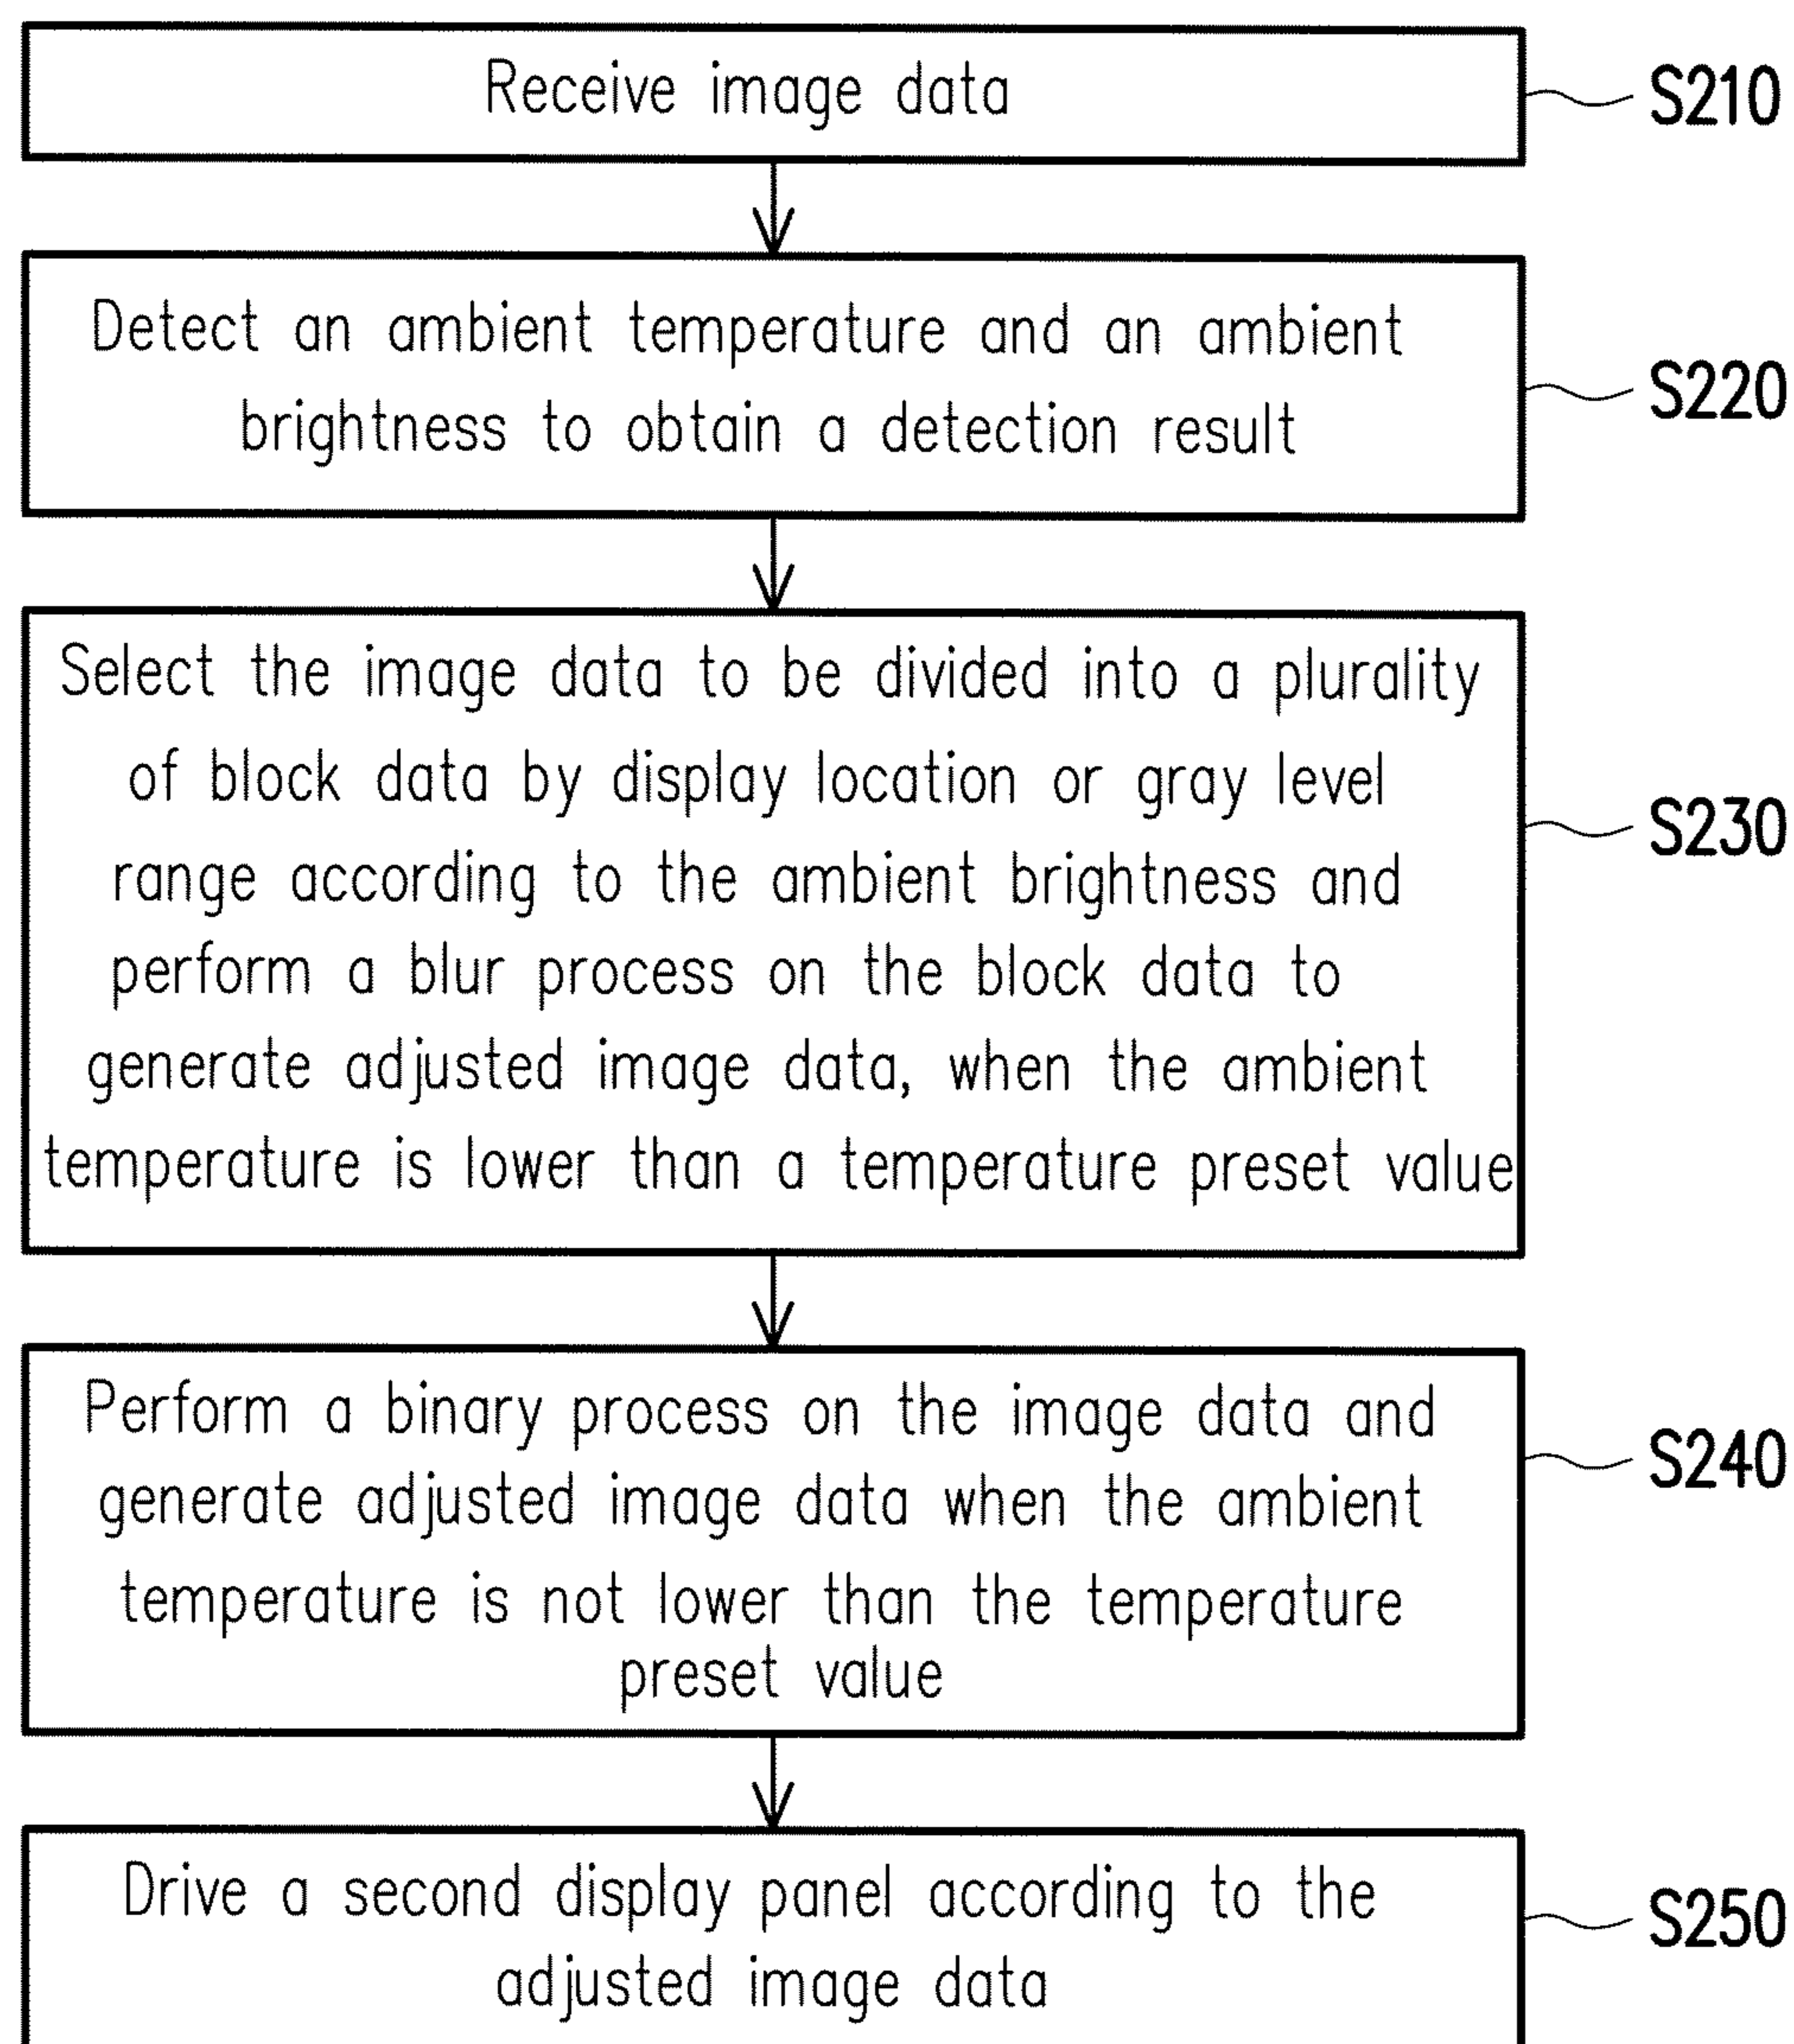 Receive image data
S210
Detect an ambient temperature and an ambient
brightness to obtain a detection result
S220
Select the image data to be divided into a plurality
of block data by display location or gray level
range according to the ambient brightness and
perform a blur process on the block data to
generate adjusted image data, when the ambient
temperature is lower than a temperature preset value
S230
Perform a binary process on the image data and
generate adjusted image data when the ambient
temperature is not lower than the temperature
preset value
S240
Drive a second display panel according to the
adjusted image data
S250